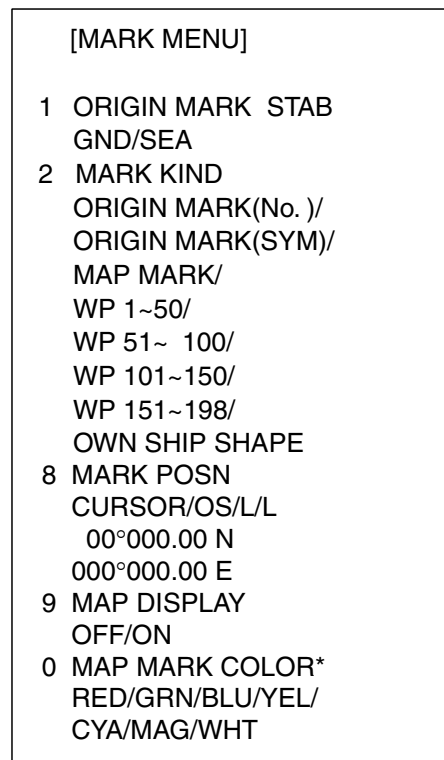 [MARK MENU]
1 ORIGIN MARK STAB
GND/SEA
2 MARK KIND
ORIGIN MARK(No. )/
ORIGIN MARK(SYM)/
MAP MARK/
WP 1~50/
WP 51~ 100/
WP 101~150/
WP 151~198/
OWN SHIP SHAPE
8 MARK POSN
CURSOR/OS/L/L
00°000.00 N
000°000.00 E
9 MAP DISPLAY
OFF/ON
0 MAP MARK COLOR*
RED/GRN/BLU/YEL/
CYA/MAG/WHT